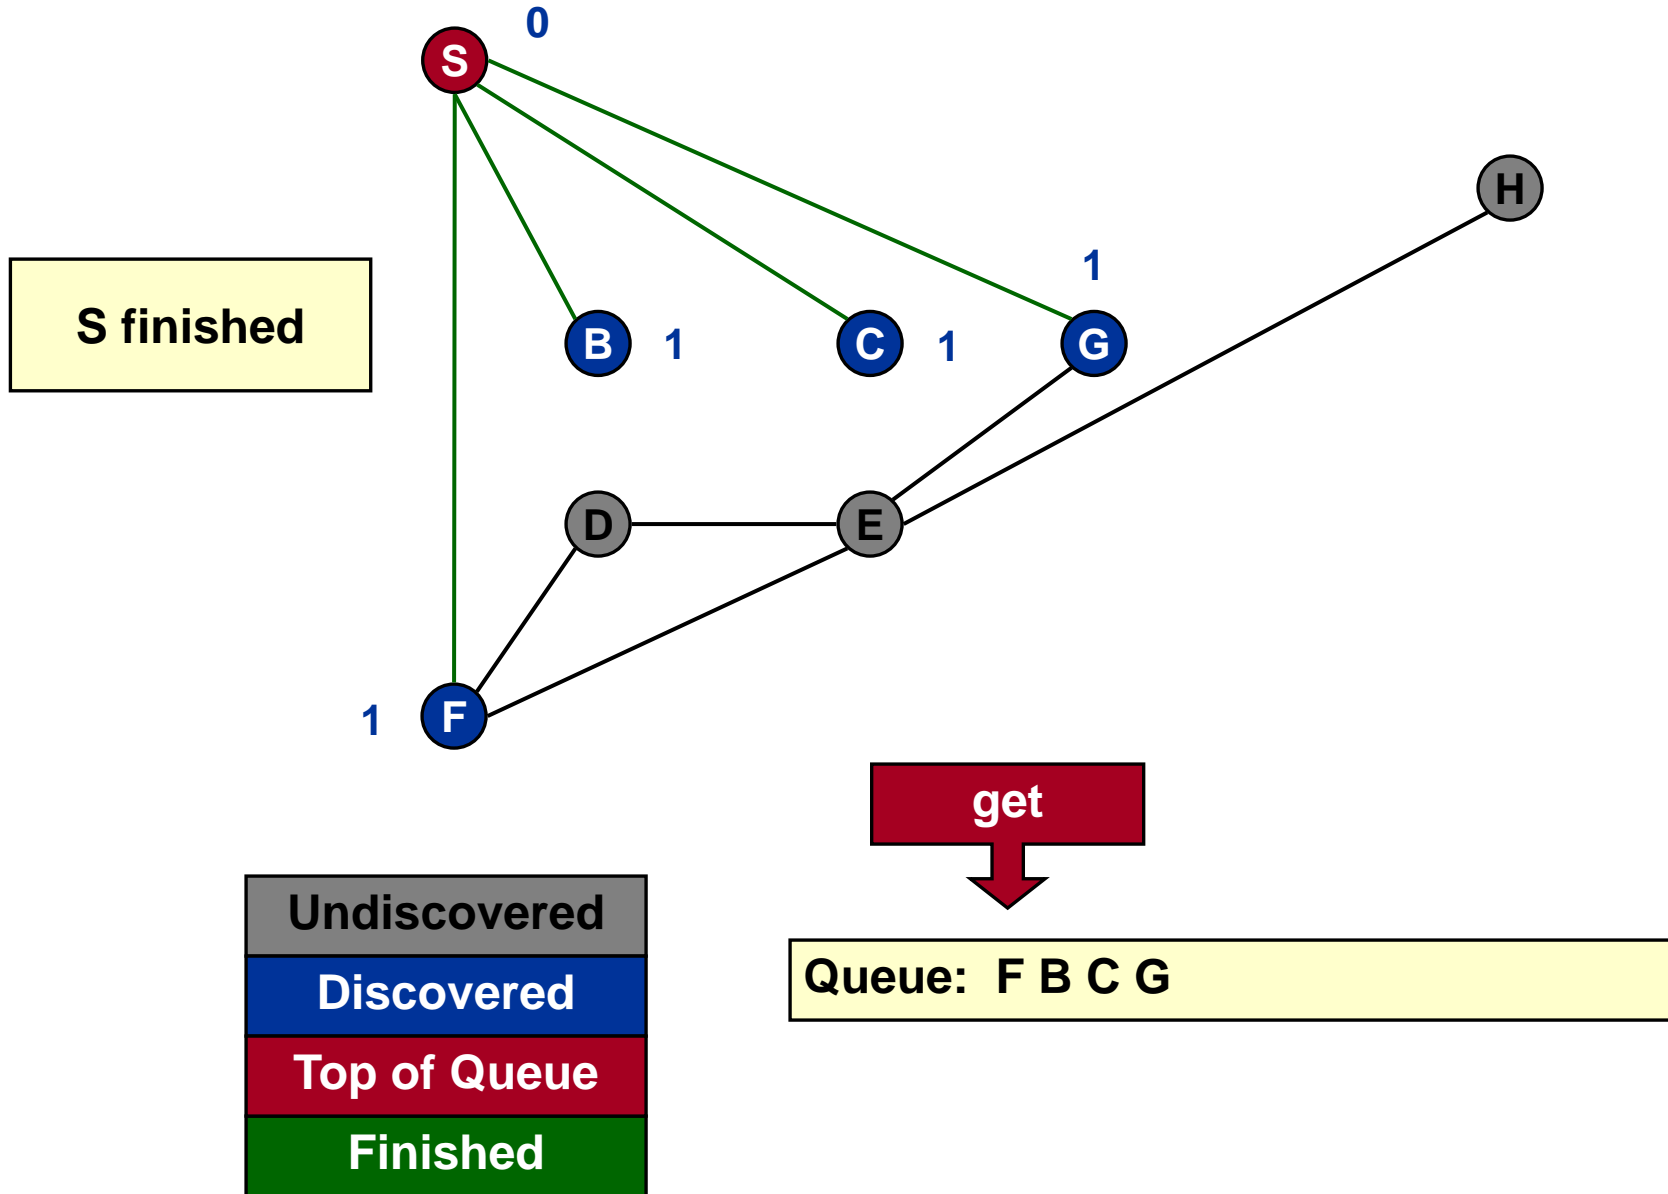 0
S
H
S finished
1
B
1
C
1
G
D
E
1
F
get
Undiscovered
Discovered
Top of Queue
Finished
Queue: F B C G